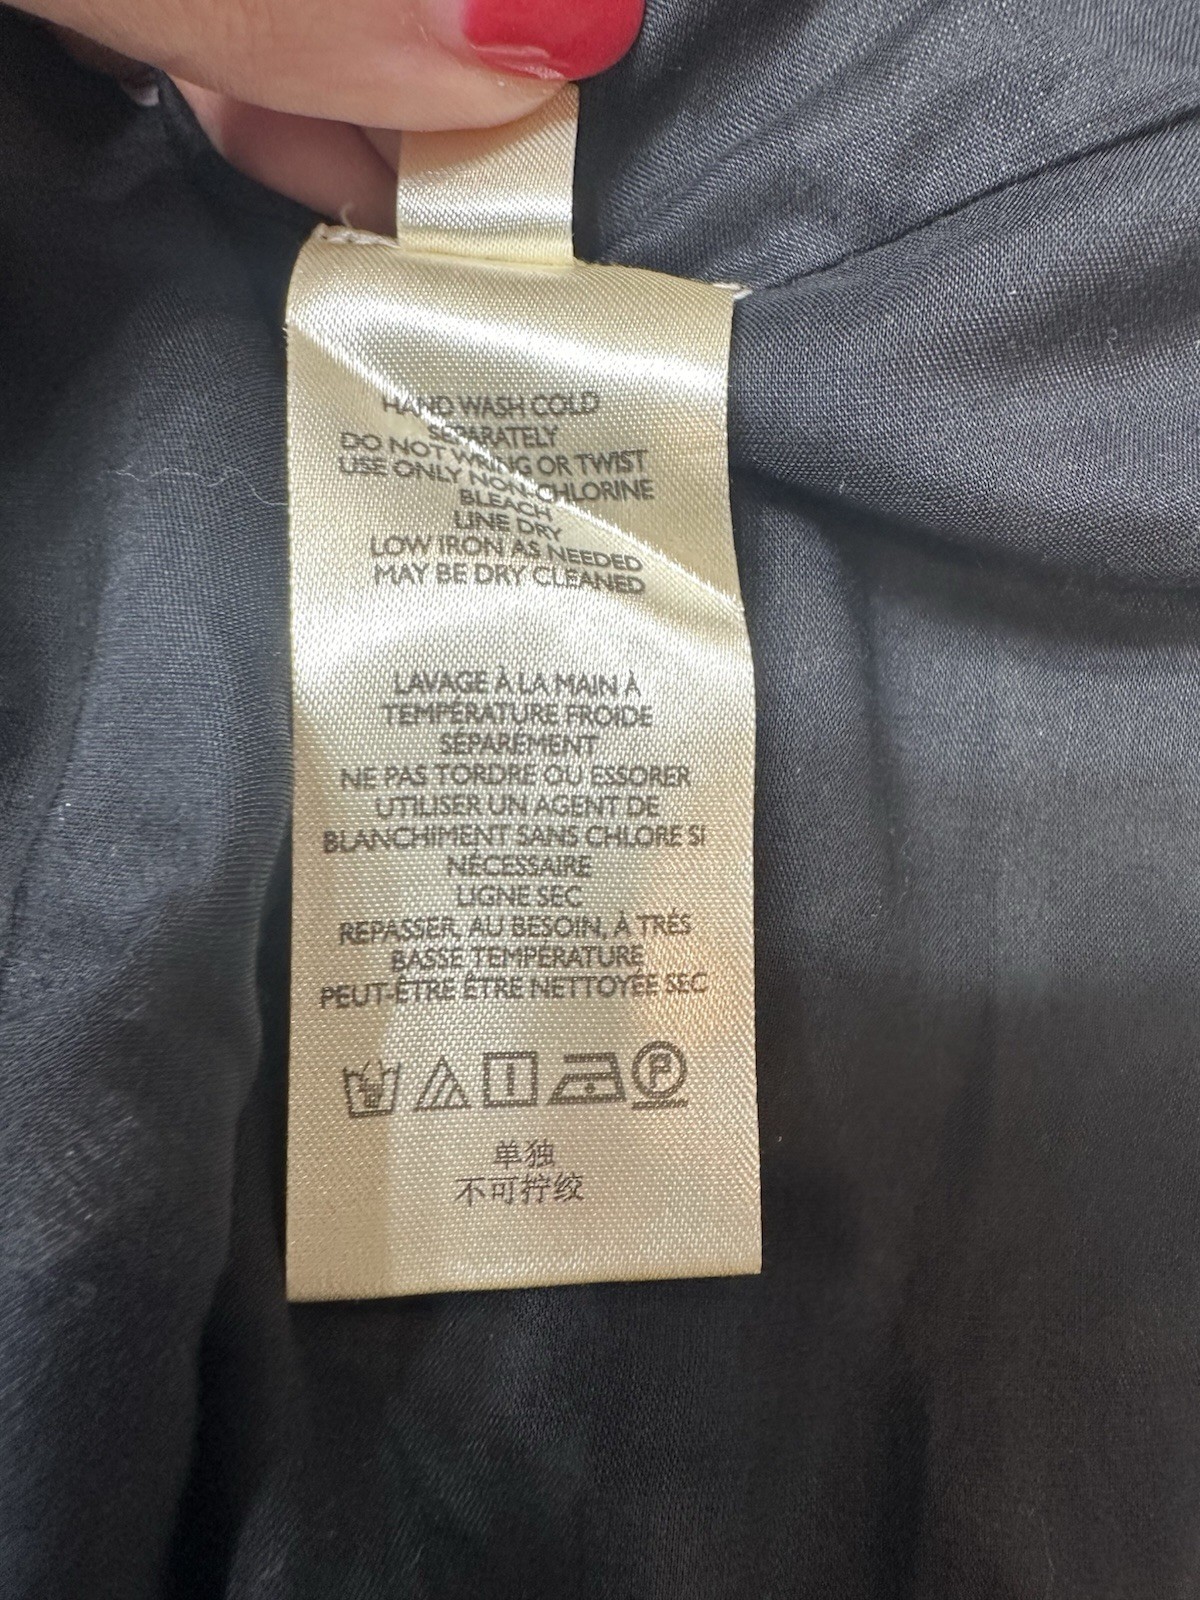 HAND WASH COLD
SEPARATELY
DO NOT WRING OR TWIST
USE ONLY NON-CHLORINE
BLEACH
LINE DRY
LOW IRON AS NEEDED
MAY BE DRY CLEANED
LAVAGE À LA MAIN À
TEMPÉRATURE FROIDE
SÉPARÉMENT
NE PAS TORDRE OU ESSORER
UTILISER UN AGENT DE
BLANCHIMENT SANS CHLORE SI
NÉCESSAIRE
LIGNE SEC
REPASSER, AU BESOIN, À TRÉS
BASSE TEMPÉRATURE
PEUT-ÊTRE ÊTRE NETTOYÉE SEC
P
单独
不可拧绞